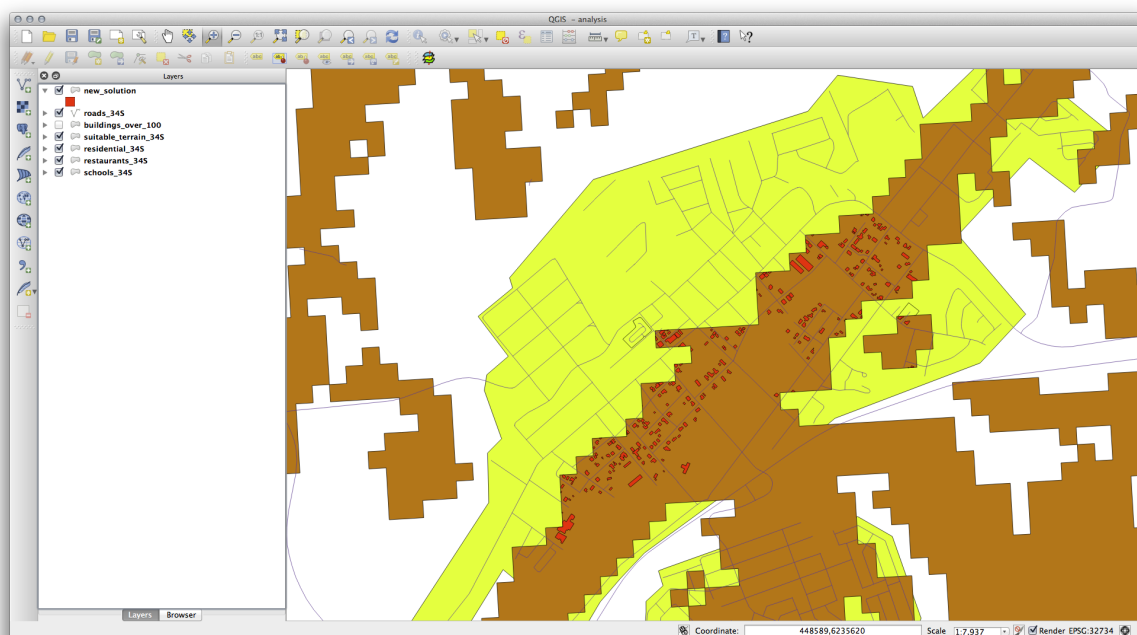 QGIS - analysis
Layers
new_solution
roads_34S
buildings_over_100
suitable_terrain_34S
residential_34S
restaurants_34S
schools_34S
Layers Browser
Coordinate: 448589,6235620 Scale 1:7,937 Render EPSG:32734